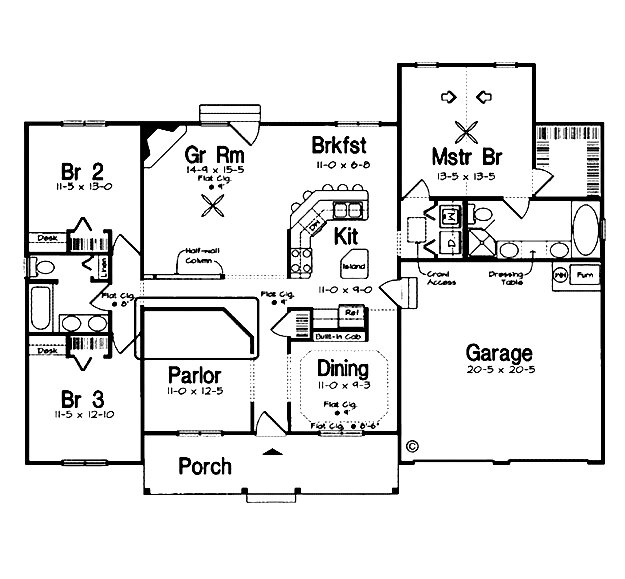 Br 2
11-5 x 13-0
Gr Rm
14-9 x 15-5
Flat Clg.
@ 9'
Brkfst
11-0 x 6-8
Mstr Br
13-5 x 13-5
Desk
Linen
Half-wall
Column
DW
Kit
Island
11-0 x 9-0
W
D
Crawl
Access
Dressing
Table
WH
Furn
Flat Clg.
@ 8'
Flat Clg.
@ 9'
Ref
Built-in Cab
Desk
Br 3
11-5 x 12-10
Parlor
11-0 x 12-5
Dining
11-0 x 9-3
Flat Clg.
@ 9'
Flat Clg. @ 8'-6"
Garage
20-5 x 20-5
©
Porch